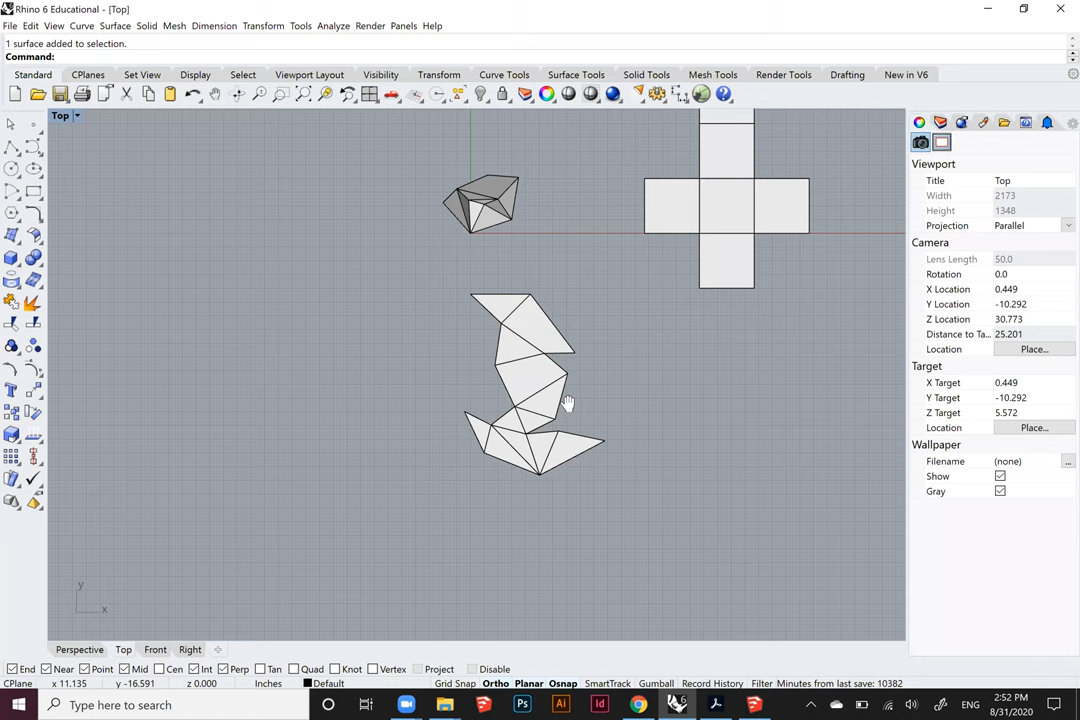 Rhino 6 Educational - [Top]
File Edit View Curve Surface Solid Mesh Dimension Transform Tools Analyze Render Panels Help
1 surface added to selection.
Command:
Standard CPlanes Set View Display Select Viewport Layout Visibility Transform Curve Tools Surface Tools Solid Tools Mesh Tools Render Tools Drafting New in V6
Top
Viewport
Title Top
Width 2173
Height 1348
Projection Parallel
Camera
Lens Length 50.0
Rotation 0.0
X Location 0.449
Y Location -10.292
Z Location 30.773
Distance to Ta... 25.201
Location Place...
Target
X Target 0.449
Y Target -10.292
Z Target 5.572
Location Place...
Wallpaper
Filename (none) ...
Show
Gray
y
x
Perspective Top Front Right
End Near Point Mid Cen Int Perp Tan Quad Knot Vertex Project Disable
CPlane x 11.135 y -16.591 z 0.000 Inches Default Grid Snap Ortho Planar Osnap SmartTrack Gumball Record History Filter Minutes from last save: 10382
Type here to search Ps Ai Id 6 ENG 2:52 PM
8/31/2020